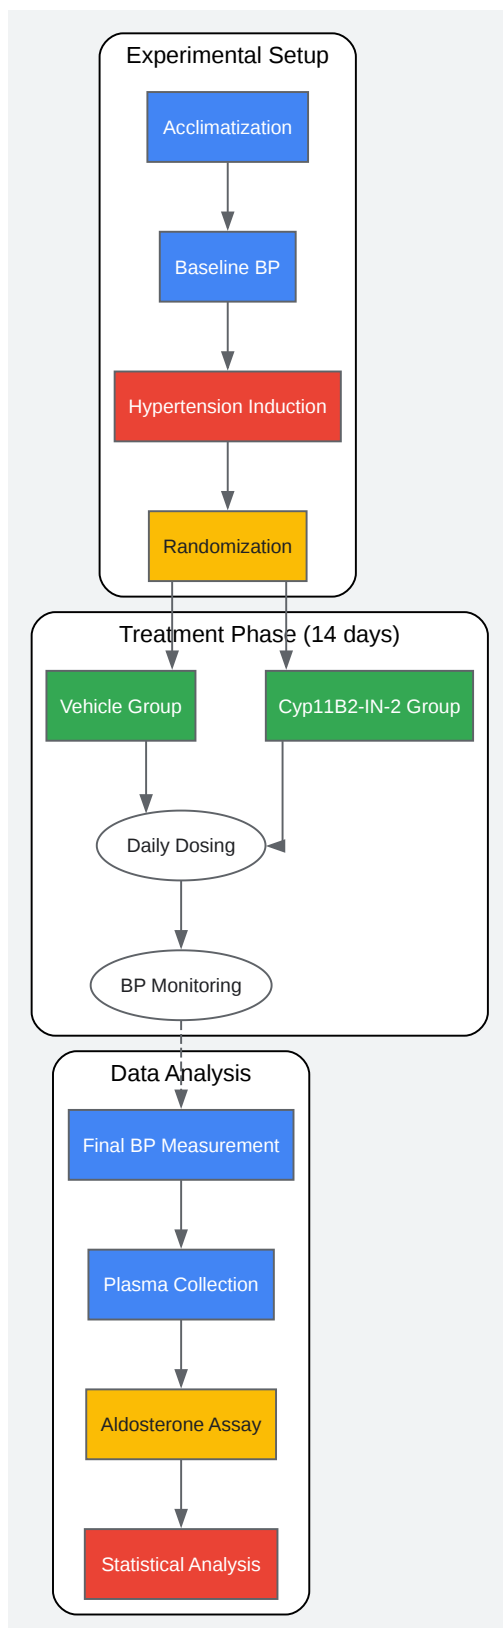 Experimental Setup
Acclimatization
Baseline BP
Hypertension Induction
Randomization
Treatment Phase (14 days)
Vehicle Group
Cyp11B2-IN-2 Group
Daily Dosing
BP Monitoring
Data Analysis
Final BP Measurement
Plasma Collection
Aldosterone Assay
Statistical Analysis